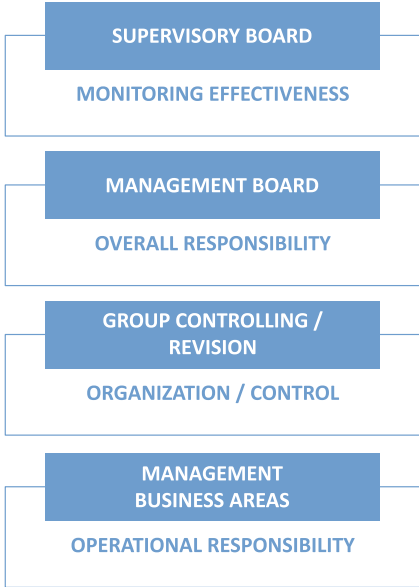 SUPERVISORY BOARD
MONITORING EFFECTIVENESS
MANAGEMENT BOARD
OVERALL RESPONSIBILITY
GROUP CONTROLLING /
REVISION
ORGANIZATION / CONTROL
MANAGEMENT
BUSINESS AREAS
OPERATIONAL RESPONSIBILITY